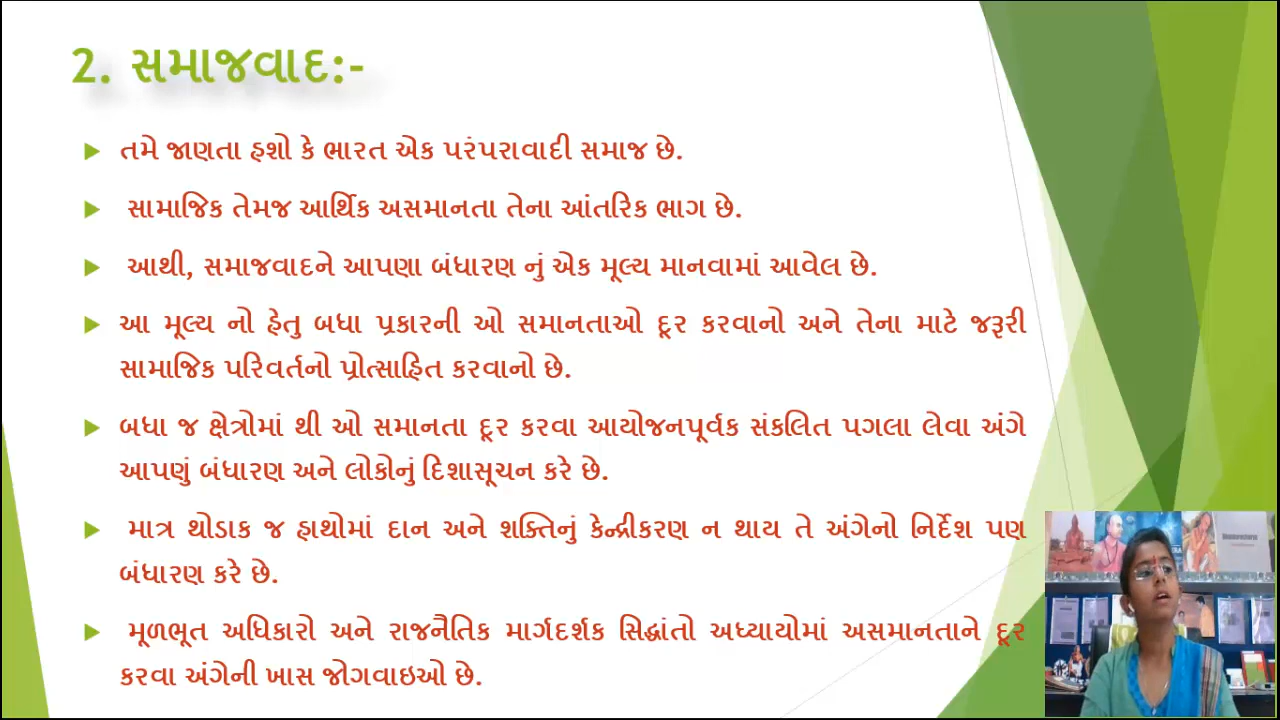 2. સમાજવાદ:-
તમે જાણતા હશો કે ભારત એક પરંપરાવાદી સમાજ છે.
સામાજિક તેમજ આર્થિક અસમાનતા તેના આંતરિક ભાગ છે.
આથી, સમાજવાદને આપણા બંધારણ નું એક મૂલ્ય માનવામાં આવેલ છે.
આ મૂલ્ય નો હેતુ બધા પ્રકારની ઓ સમાનતાઓ દૂર કરવાનો અને તેના માટે જરૂરી
સામાજિક પરિવર્તનો પ્રોત્સાહિત કરવાનો છે.
બધા જ ક્ષેત્રોમાં થી ઓ સમાનતા દૂર કરવા આયોજનપૂર્વક સંકલિત પગલા લેવા અંગે
આપણું બંધારણ અને લોકોનું દિશાસૂચન કરે છે.
માત્ર થોડાક જ હાથોમાં દાન અને શક્તિનું કેન્દ્રીકરણ ન થાય તે અંગેનો નિર્દેશ પણ
બંધારણ કરે છે.
મૂળભૂત અધિકારો અને રાજનૈતિક માર્ગદર્શક સિદ્ધાંતો અધ્યાયોમાં અસમાનતાને દૂર
કરવા અંગેની ખાસ જોગવાઇઓ છે.